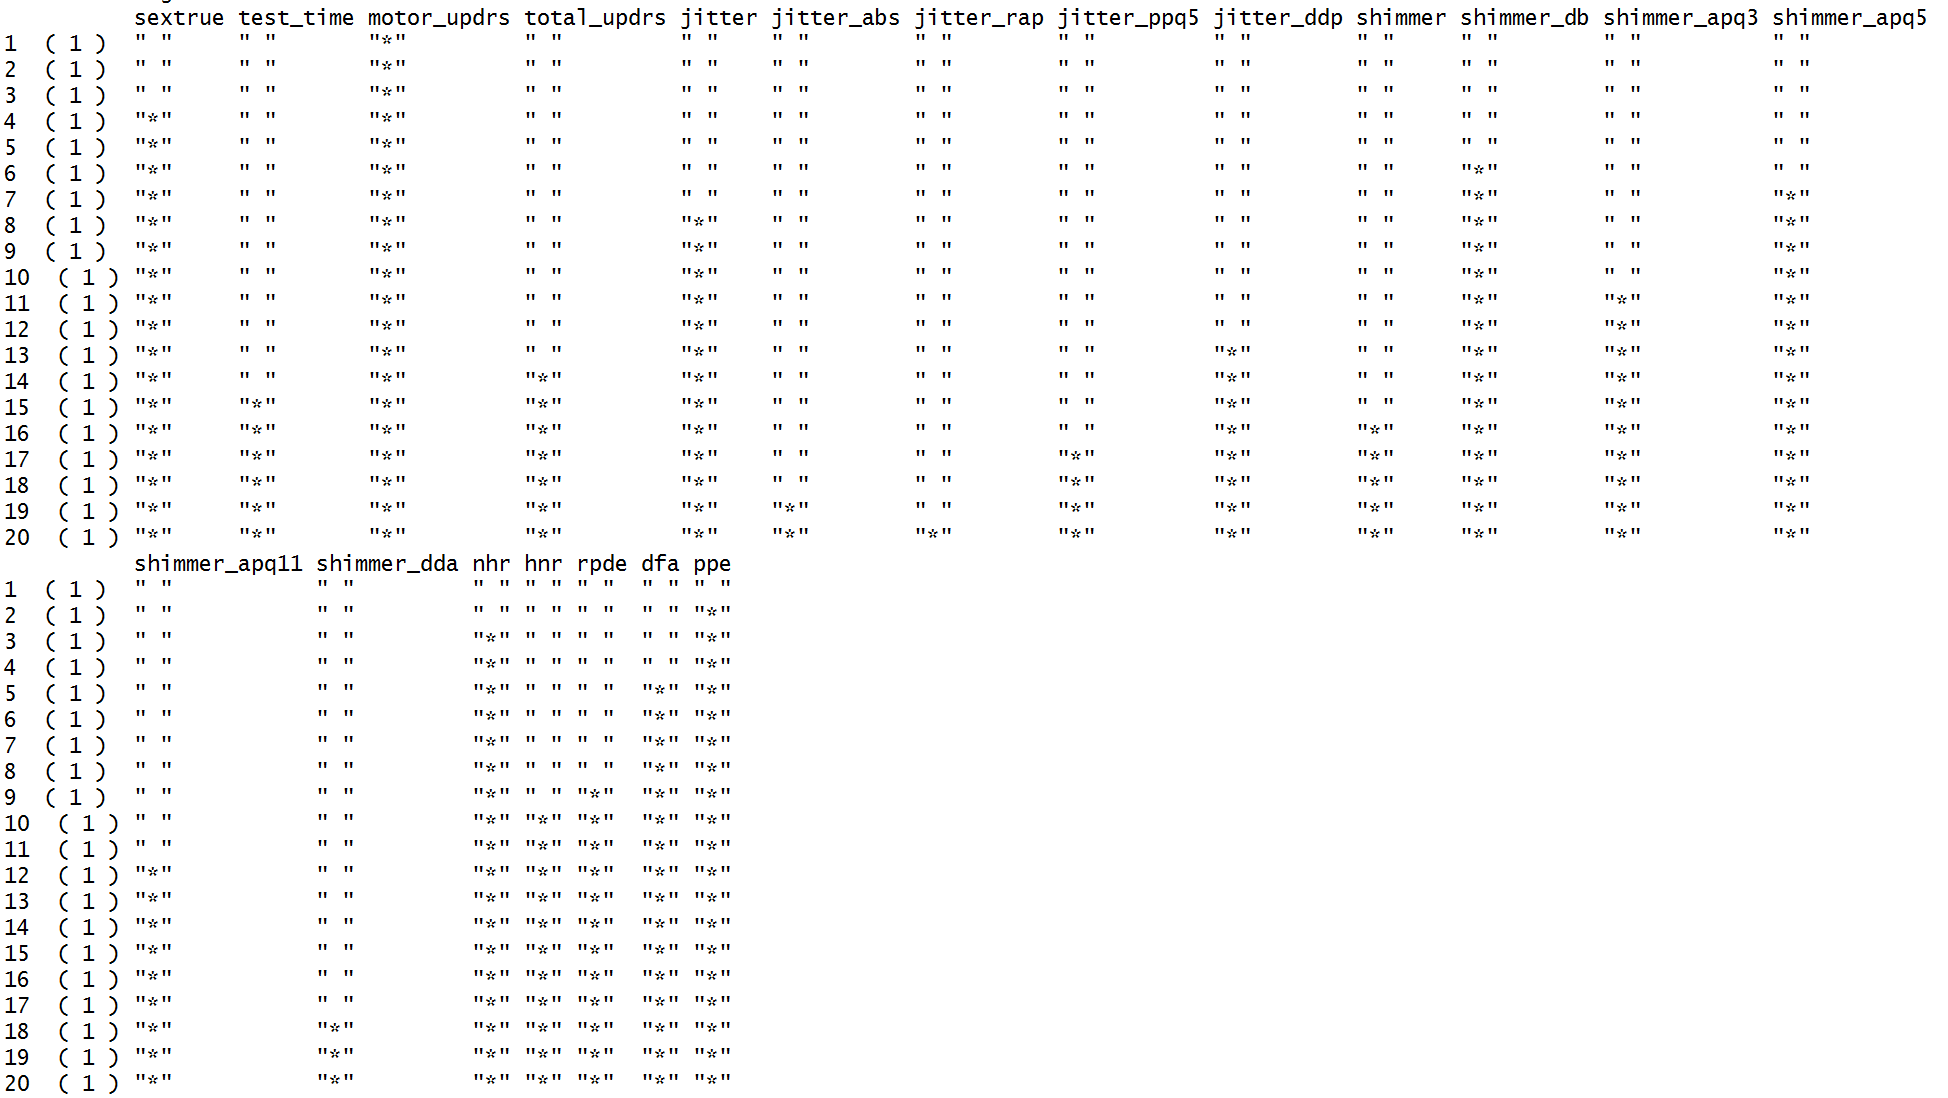 sextrue test_time motor_updrs total_updrs jitter jitter_abs jitter_rap jitter_ppq5 jitter_ddp shimmer shimmer_db shimmer_apq3 shimmer_apq5
1 ( 1 ) " " " " "*" " " " " " " " " " " " " " " " " " " " "
2 ( 1 ) " " " " "*" " " " " " " " " " " " " " " " " " " " "
3 ( 1 ) " " " " "*" " " " " " " " " " " " " " " " " " " " "
4 ( 1 ) "*" " " "*" " " " " " " " " " " " " " " " " " " " "
5 ( 1 ) "*" " " "*" " " " " " " " " " " " " " " " " " " " "
6 ( 1 ) "*" " " "*" " " " " " " " " " " " " " " "*" " " " "
7 ( 1 ) "*" " " "*" " " " " " " " " " " " " " " "*" " " "*"
8 ( 1 ) "*" " " "*" " " "*" " " " " " " " " " " "*" " " "*"
9 ( 1 ) "*" " " "*" " " "*" " " " " " " " " " " "*" " " "*"
10 ( 1 ) "*" " " "*" " " "*" " " " " " " " " " " "*" " " "*"
11 ( 1 ) "*" " " "*" " " "*" " " " " " " " " " " "*" "*" "*"
12 ( 1 ) "*" " " "*" " " "*" " " " " " " " " " " "*" "*" "*"
13 ( 1 ) "*" " " "*" " " "*" " " " " " " "*" " " "*" "*" "*"
14 ( 1 ) "*" " " "*" "*" "*" " " " " " " "*" " " "*" "*" "*"
15 ( 1 ) "*" "*" "*" "*" "*" " " " " " " "*" " " "*" "*" "*"
16 ( 1 ) "*" "*" "*" "*" "*" " " " " " " "*" "*" "*" "*" "*"
17 ( 1 ) "*" "*" "*" "*" "*" " " " " "*" "*" "*" "*" "*" "*"
18 ( 1 ) "*" "*" "*" "*" "*" " " " " "*" "*" "*" "*" "*" "*"
19 ( 1 ) "*" "*" "*" "*" "*" "*" " " "*" "*" "*" "*" "*" "*"
20 ( 1 ) "*" "*" "*" "*" "*" "*" "*" "*" "*" "*" "*" "*" "*"
shimmer_apq11 shimmer_dda nhr hnr rpde dfa ppe
1 ( 1 ) " " " " " " " " " " " " " "
2 ( 1 ) " " " " " " " " " " " " "*"
3 ( 1 ) " " " " "*" " " " " " " "*"
4 ( 1 ) " " " " "*" " " " " " " "*"
5 ( 1 ) " " " " "*" " " " " "*" "*"
6 ( 1 ) " " " " "*" " " " " "*" "*"
7 ( 1 ) " " " " "*" " " " " "*" "*"
8 ( 1 ) " " " " "*" " " " " "*" "*"
9 ( 1 ) " " " " "*" " " "*" "*" "*"
10 ( 1 ) " " " " "*" "*" "*" "*" "*"
11 ( 1 ) " " " " "*" "*" "*" "*" "*"
12 ( 1 ) "*" " " "*" "*" "*" "*" "*"
13 ( 1 ) "*" " " "*" "*" "*" "*" "*"
14 ( 1 ) "*" " " "*" "*" "*" "*" "*"
15 ( 1 ) "*" " " "*" "*" "*" "*" "*"
16 ( 1 ) "*" " " "*" "*" "*" "*" "*"
17 ( 1 ) "*" " " "*" "*" "*" "*" "*"
18 ( 1 ) "*" "*" "*" "*" "*" "*" "*"
19 ( 1 ) "*" "*" "*" "*" "*" "*" "*"
20 ( 1 ) "*" "*" "*" "*" "*" "*" "*"